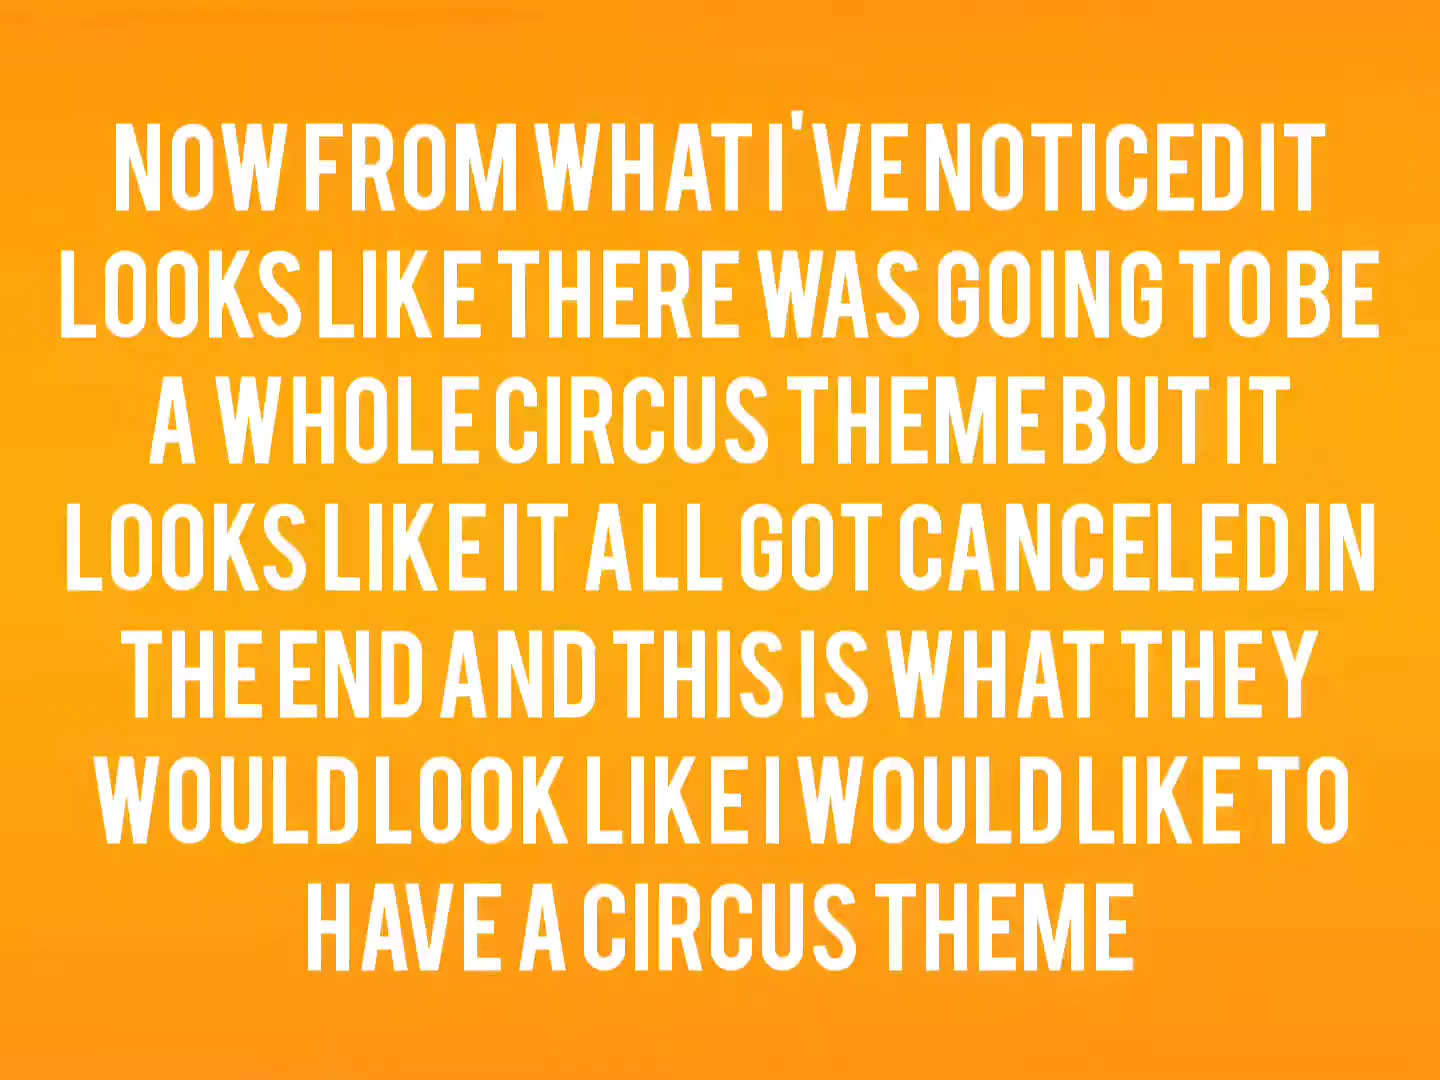 NOW FROM WHAT I'VE NOTICED IT
LOOKS LIKE THERE WAS GOING TO BE
A WHOLE CIRCUS THEME BUT IT
LOOKS LIKE IT ALL GOT CANCELED IN
THE END AND THIS IS WHAT THEY
WOULD LOOK LIKE I WOULD LIKE TO
HAVE A CIRCUS THEME